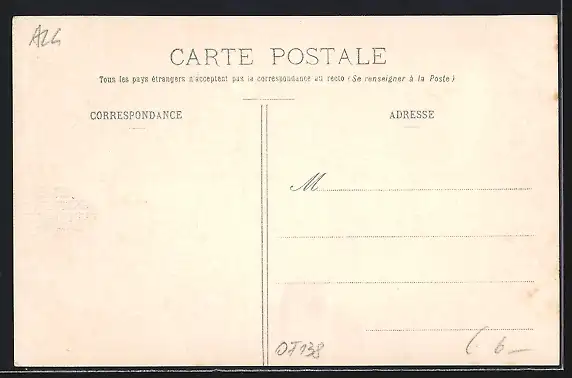 ALG
CARTE POSTALE
Tous les pays étrangers n'acceptent pas la correspondance au recto (Se renseigner à la Poste)
CORRESPONDANCE
ADRESSE
M
OJ138
6 —